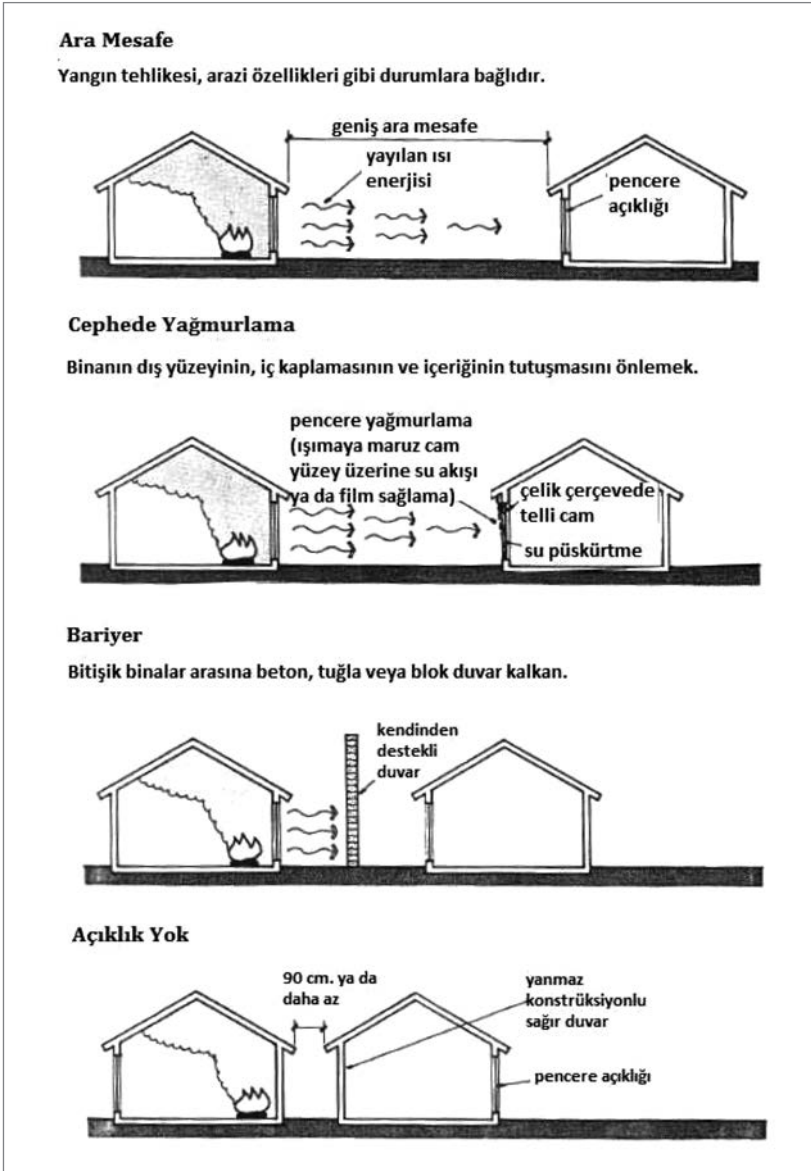 Ara Mesafe
Yangın tehlikesi, arazi özellikleri gibi durumlara bağlıdır.
geniş ara mesafe
yayılan ısı
enerjisi
pencere
açıklığı
Cephede Yağmurlama
Binanın dış yüzeyinin, iç kaplamasının ve içeriğinin tutuşmasını önlemek.
pencere yağmurlama
(ışımaya maruz cam
yüzey üzerine su akışı
ya da film sağlama)
çelik çerçevede
telli cam
su püskürtme
Bariyer
Bitişik binalar arasına beton, tuğla veya blok duvar kalkan.
kendinden
destekli
duvar
Açıklık Yok
90 cm. ya da
daha az
yanmaz
konstrüksiyonlu
sağır duvar
pencere açıklığı